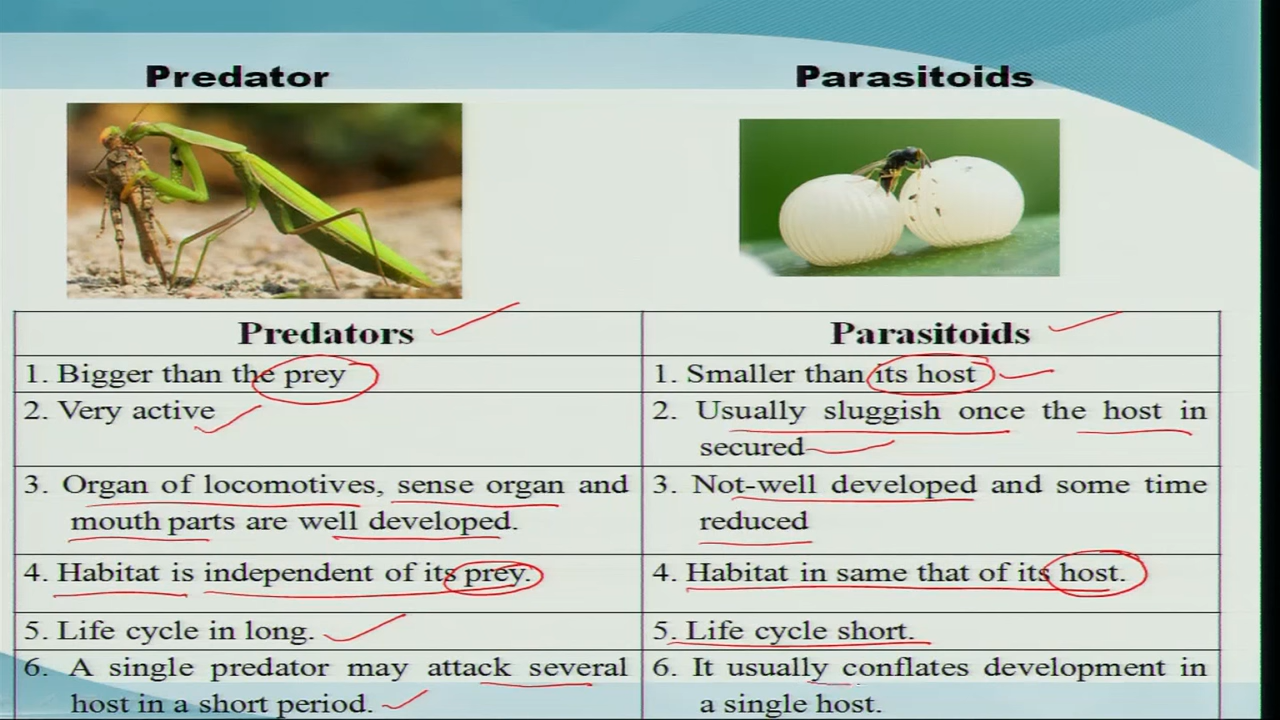 Predator
Parasitoids
Predators
Parasitoids
1. Bigger than the prey
1. Smaller than its host
2. Very active
2. Usually sluggish once the host in
secured
3. Organ of locomotives, sense organ and
mouth parts are well developed.
3. Not-well developed and some time
reduced
4. Habitat is independent of its prey.
4. Habitat in same that of its host.
5. Life cycle in long.
5. Life cycle short.
6. A single predator may attack several
host in a short period.
6. It usually conflates development in
a single host.